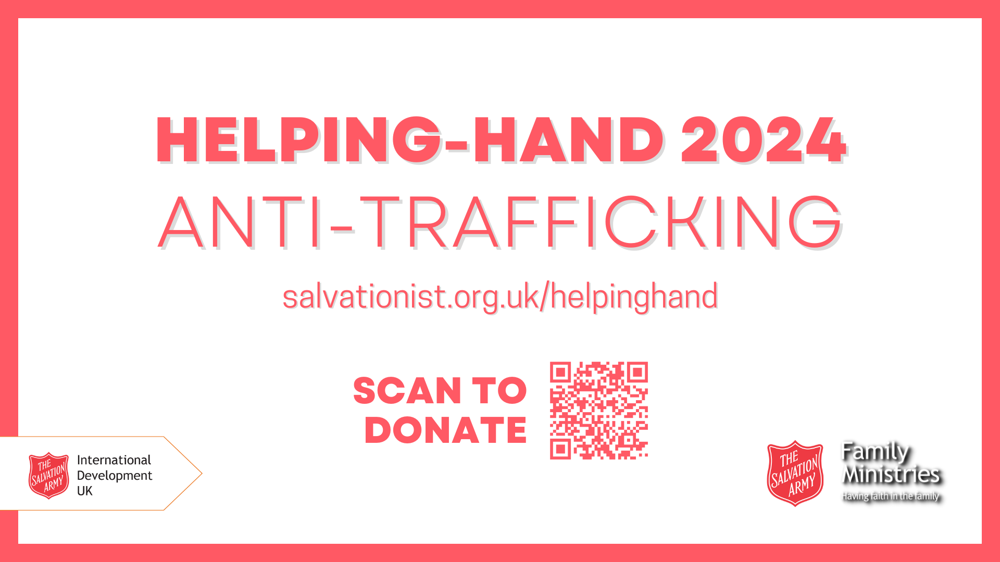 HELPING-HAND 2024
ANTI-TRAFFICKING
salvationist.org.uk/helpinghand
SCAN TO
DONATE
THE
SALVATION
ARMY
International
Development
UK
THE
SALVATION
ARMY
Family
Ministries
Having faith in the family